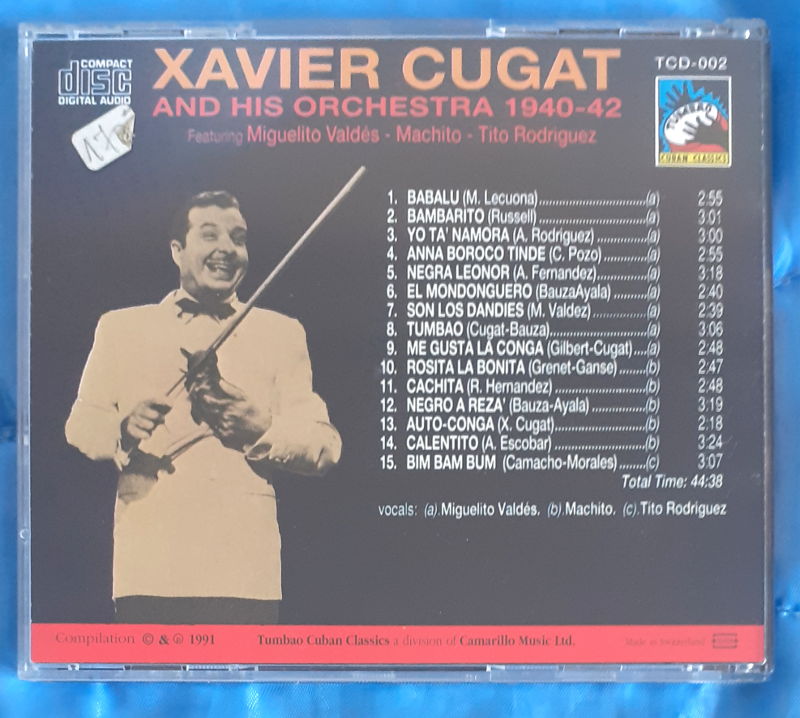 COMPACT
disc
DIGITAL AUDIO
XAVIER CUGAT
TCD-002
AND HIS ORCHESTRA 1940-42
Featuring Miguelito Valdés - Machito - Tito Rodriguez
TUMBAO
CUBAN CLASSICS
17
1. BABALU (M. Lecuona)..............................(a) 2:55
2. BAMBARITO (Russell)..............................(a) 3:01
3. YO TA' NAMORA (A. Rodriguez)..............(a) 3:00
4. ANNA BOROCO TINDE (C. Pozo)............(a) 2:55
5. NEGRA LEONOR (A. Fernandez).............(a) 3:18
6. EL MONDONGUERO (BauzaAyala).........(a) 2:40
7. SON LOS DANDIES (M. Valdez)...............(a) 2:39
8. TUMBAO (Cugat-Bauza)...........................(a) 3:06
9. ME GUSTA LA CONGA (Gilbert-Cugat)....(a) 2:48
10. ROSITA LA BONITA (Grenet-Ganse)........(b) 2:47
11. CACHITA (R. Hernandez)..........................(b) 2:48
12. NEGRO A REZA' (Bauza-Ayala)...............(b) 3:19
13. AUTO-CONGA (X. Cugat)..........................(b) 2:18
14. CALENTITO (A. Escobar)..........................(b) 3:24
15. BIM BAM BUM (Camacho-Morales).......(c) 3:07
Total Time: 44:38
vocals: (a).Miguelito Valdés. (b).Machito. (c).Tito Rodriguez
Compilation © & ℗ 1991 Tumbao Cuban Classics a division of Camarillo Music Ltd. Made in Switzerland